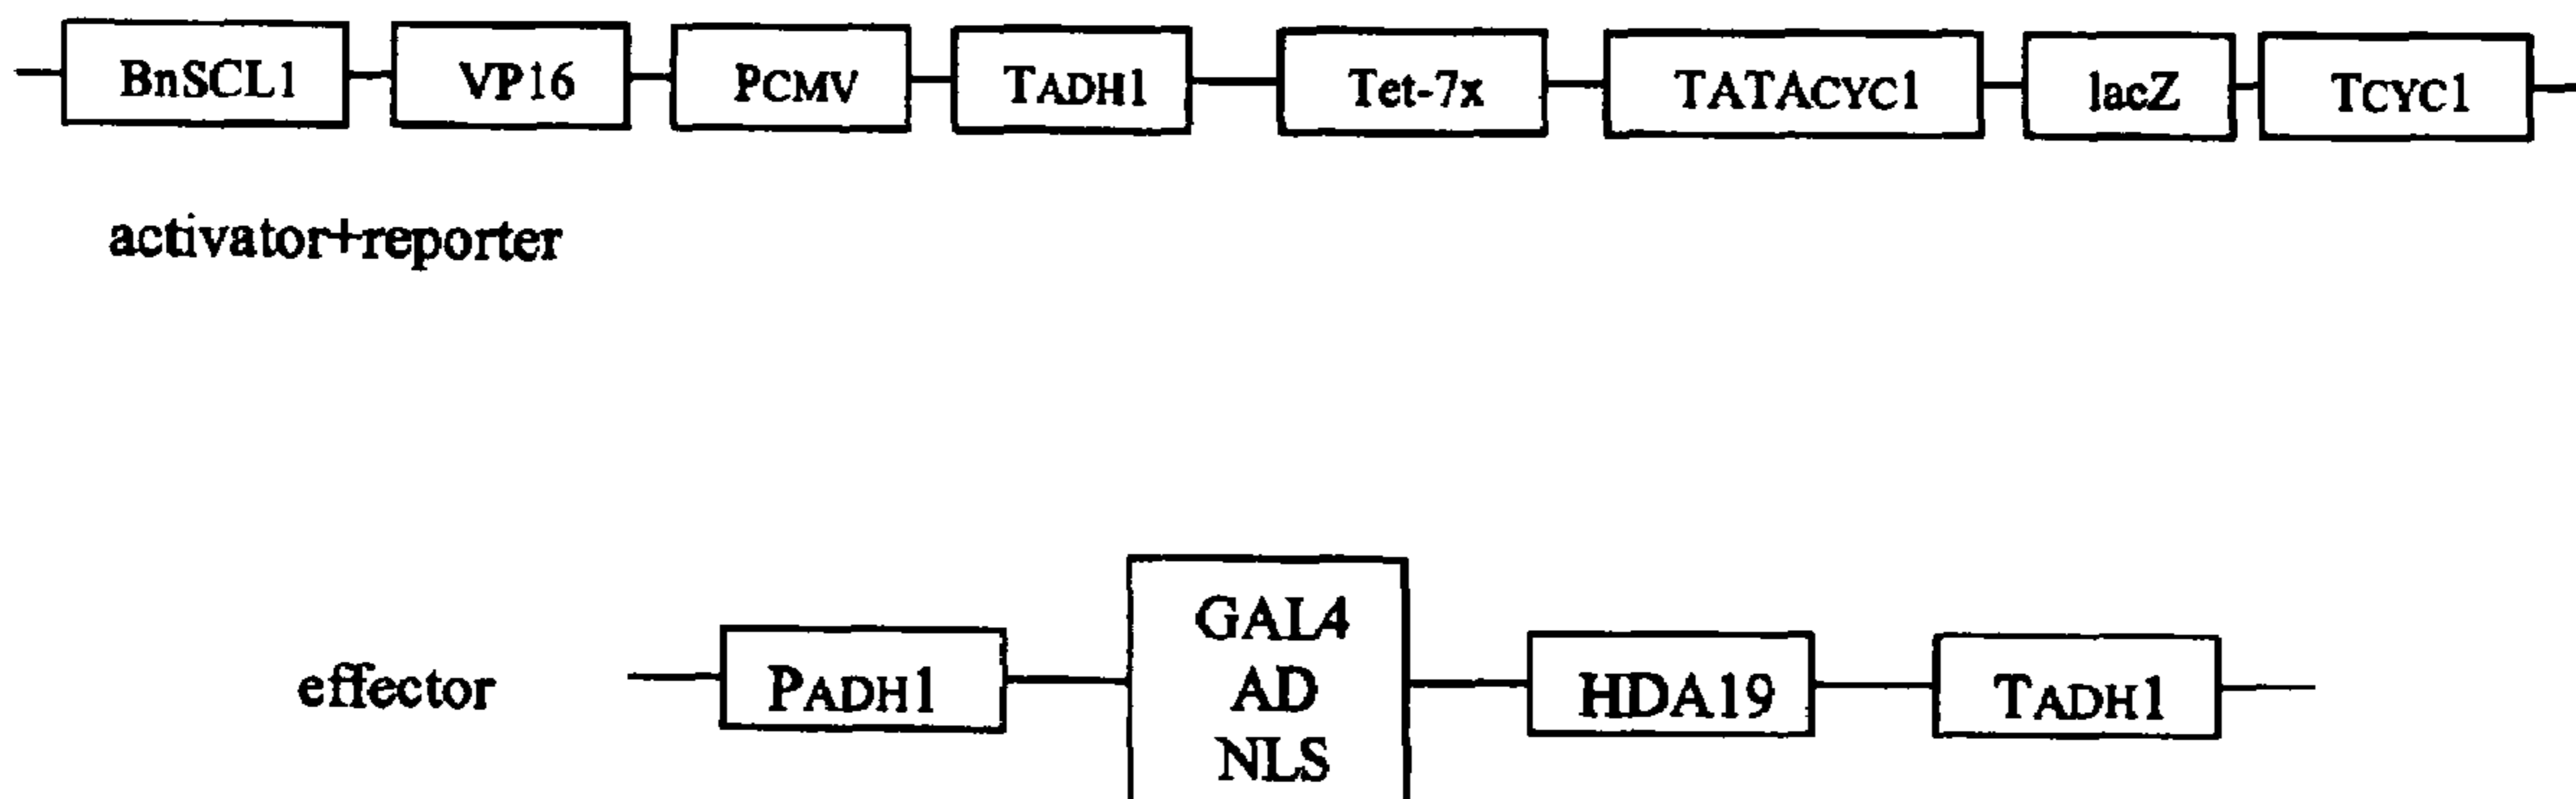 BnSCL1 VP16 PCMV TADH1 Tet-7x TATACYC1 lacZ TCYC1
activator+reporter
GAL4
effector PADH1 AD HDA19 TADH1
NLS